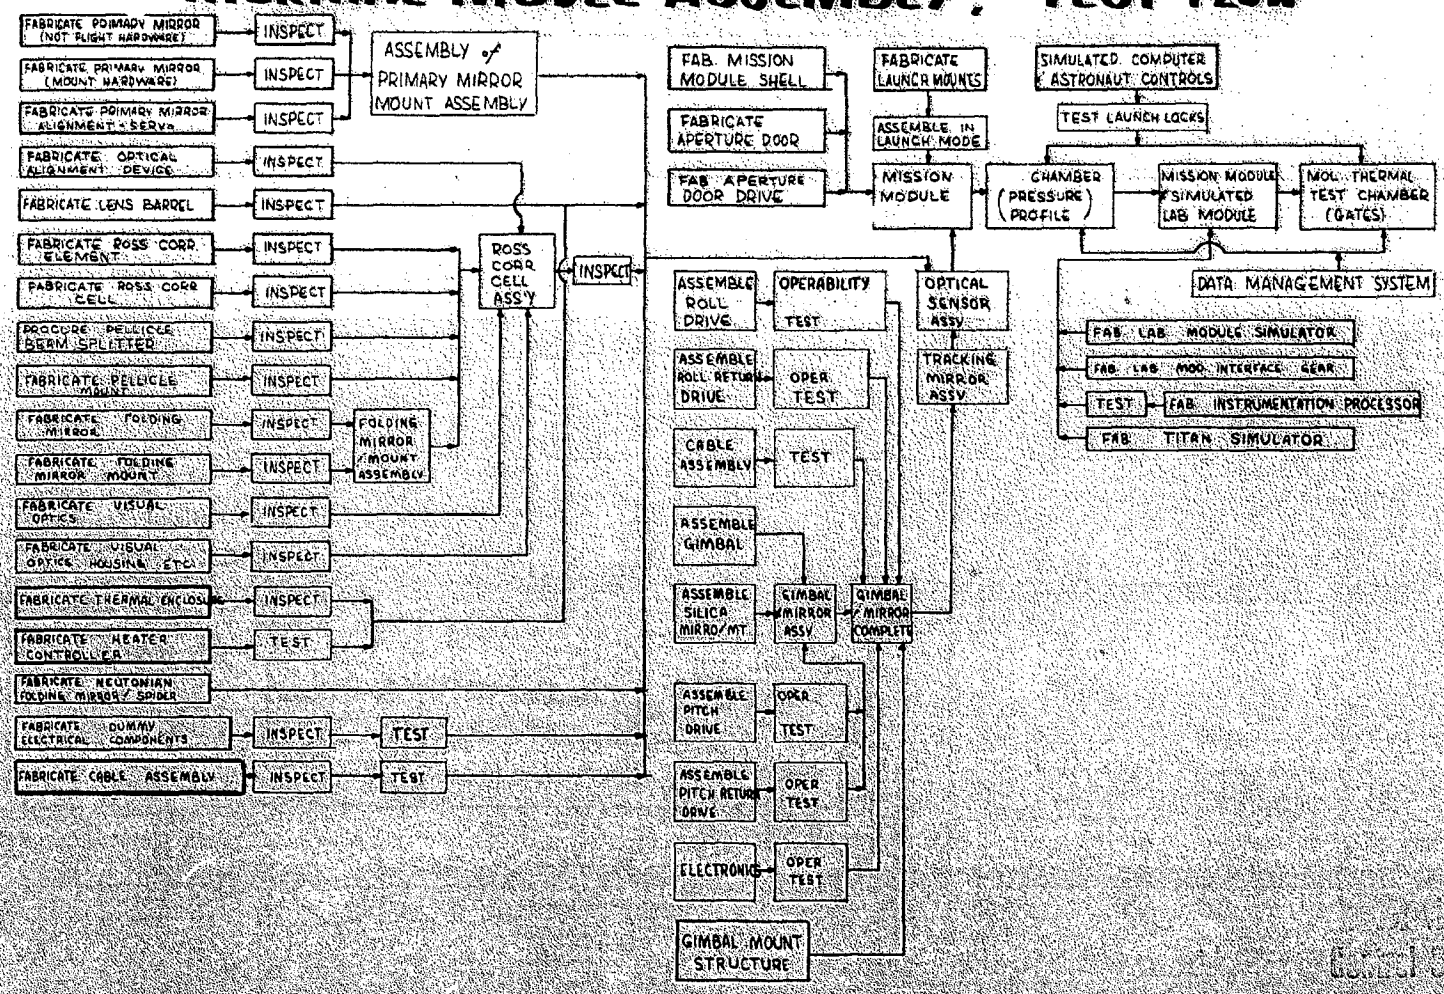 MODULE ASSEMBLY, TEST FLOW
FABRICATE PRIMARY MIRROR
(NOT FLIGHT HARDWARE)
INSPECT
FABRICATE PRIMARY MIRROR
(MOUNT HARDWARE)
INSPECT
FABRICATE PRIMARY MIRROR
ALIGNMENT - SERVO
INSPECT
ASSEMBLY of
PRIMARY MIRROR
MOUNT ASSEMBLY
FABRICATE OPTICAL
ALIGNMENT DEVICE
INSPECT
FABRICATE LENS BARREL
INSPECT
FABRICATE ROSS CORR.
ELEMENT
INSPECT
FABRICATE ROSS CORR
CELL
INSPECT
PROCURE PELLICLE
BEAM SPLITTER
INSPECT
FABRICATE PELLICLE
MOUNT
INSPECT
FABRICATE FOLDING
MIRROR
INSPECT
FABRICATE FOLDING
MIRROR MOUNT
INSPECT
FOLDING
MIRROR
/MOUNT
ASSEMBLY
FABRICATE VISUAL
OPTICS
INSPECT
FABRICATE VISUAL
OPTICS HOUSING ETC.
INSPECT
ROSS
CORR
CELL
ASS'Y
INSPECT
FABRICATE THERMAL ENCLOSURE
INSPECT
FABRICATE HEATER
CONTROLLER
TEST
FABRICATE NEUTONIAN
FOLDING MIRROR/ SPIDER
FABRICATE DUMMY
ELECTRICAL COMPONENTS
INSPECT
TEST
FABRICATE CABLE ASSEMBLY
INSPECT
TEST
FAB. MISSION
MODULE SHELL
FABRICATE
APERTURE DOOR
FAB APERTURE
DOOR DRIVE
FABRICATE
LAUNCH MOUNTS
ASSEMBLE IN
LAUNCH MODE
MISSION
MODULE
SIMULATED COMPUTER
ASTRONAUT CONTROLS
TEST LAUNCH LOCKS
CHAMBER
(PRESSURE)
PROFILE
MISSION MODULE
SIMULATED
LAB MODULE
MOL THERMAL
TEST CHAMBER
(GATES)
DATA MANAGEMENT SYSTEM
FAB LAB MODULE SIMULATOR
FAB LAB MOD INTERFACE GEAR
TEST
FAB INSTRUMENTATION PROCESSOR
FAB TITAN SIMULATOR
ASSEMBLE
ROLL
DRIVE
OPERABILITY
TEST
OPTICAL
SENSOR
ASSY
ASSEMBLE
ROLL RETURN
DRIVE
OPER
TEST
TRACKING
MIRROR
ASSY
CABLE
ASSEMBLY
TEST
ASSEMBLE
GIMBAL
ASSEMBLE
SILICA
MIRRO/MT.
GIMBAL
/MIRROR
ASSY
GIMBAL
/MIRROR
COMPLETE
ASSEMBLE
PITCH
DRIVE
OPER
TEST
ASSEMBLE
PITCH RETURN
DRIVE
OPER
TEST
ELECTRONICS
OPER
TEST
GIMBAL MOUNT
STRUCTURE